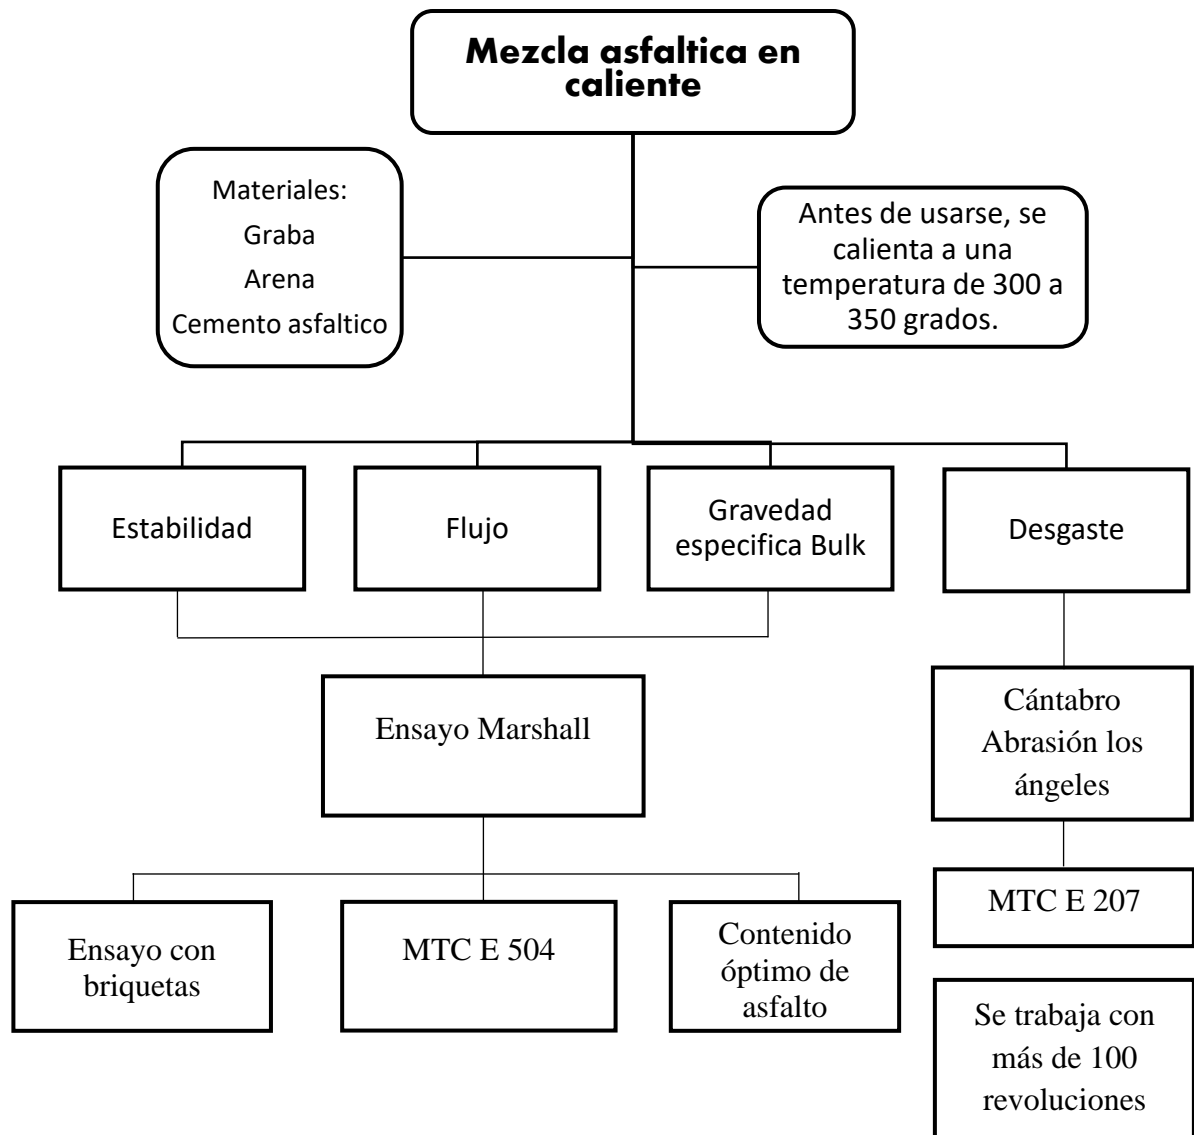 Mezcla asfaltica en
caliente
Materiales:
Graba
Arena
Cemento asfaltico
Antes de usarse, se
calienta a una
temperatura de 300 a
350 grados.
Estabilidad
Flujo
Gravedad
especifica Bulk
Desgaste
Ensayo Marshall
Cántabro
Abrasión los
ángeles
Ensayo con
briquetas
MTC E 504
Contenido
óptimo de
asfalto
MTC E 207
Se trabaja con
más de 100
revoluciones